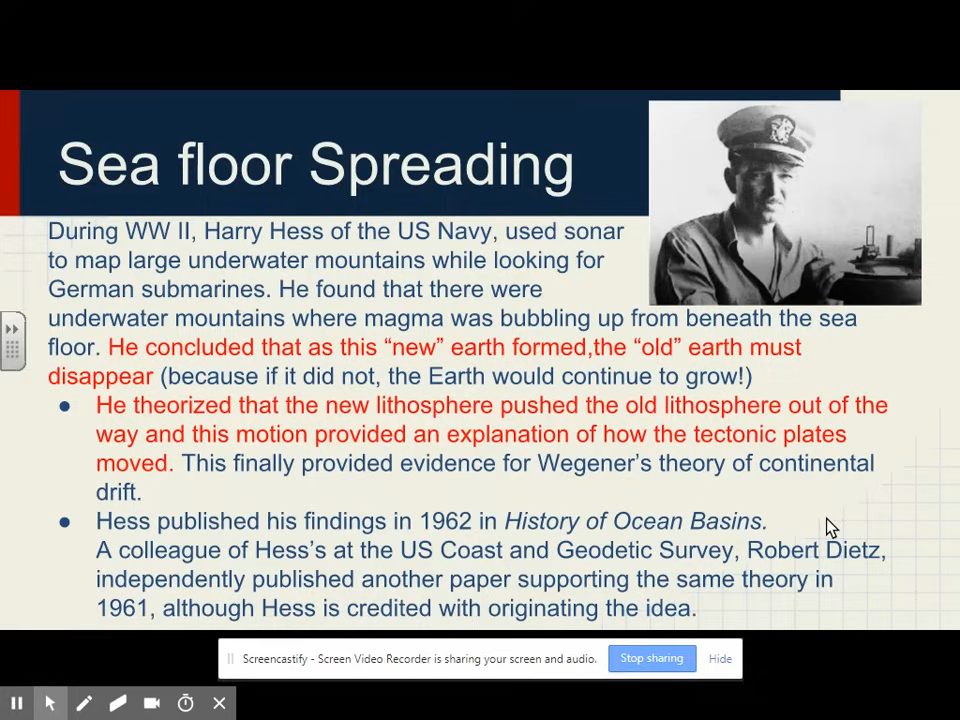 Sea floor Spreading
During WW II, Harry Hess of the US Navy, used sonar
to map large underwater mountains while looking for
German submarines. He found that there were
underwater mountains where magma was bubbling up from beneath the sea
floor. He concluded that as this “new” earth formed,the “old” earth must
disappear (because if it did not, the Earth would continue to grow!)
● He theorized that the new lithosphere pushed the old lithosphere out of the
way and this motion provided an explanation of how the tectonic plates
moved. This finally provided evidence for Wegener’s theory of continental
drift.
● Hess published his findings in 1962 in History of Ocean Basins.
A colleague of Hess’s at the US Coast and Geodetic Survey, Robert Dietz,
independently published another paper supporting the same theory in
1961, although Hess is credited with originating the idea.
Screencastify - Screen Video Recorder is sharing your screen and audio. Stop sharing Hide